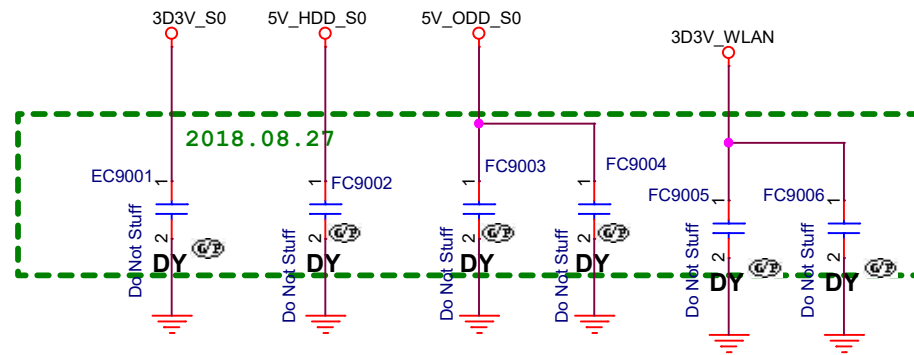 3D3V_S0
5V_HDD_S0
5V_ODD_S0
3D3V_WLAN
2018.08.27
EC9001
1
2
Do Not Stuff
DY
G/P
FC9002
1
2
Do Not Stuff
DY
G/P
FC9003
1
2
Do Not Stuff
DY
G/P
FC9004
1
2
Do Not Stuff
DY
G/P
FC9005
1
2
Do Not Stuff
DY
G/P
FC9006
1
2
Do Not Stuff
DY
G/P